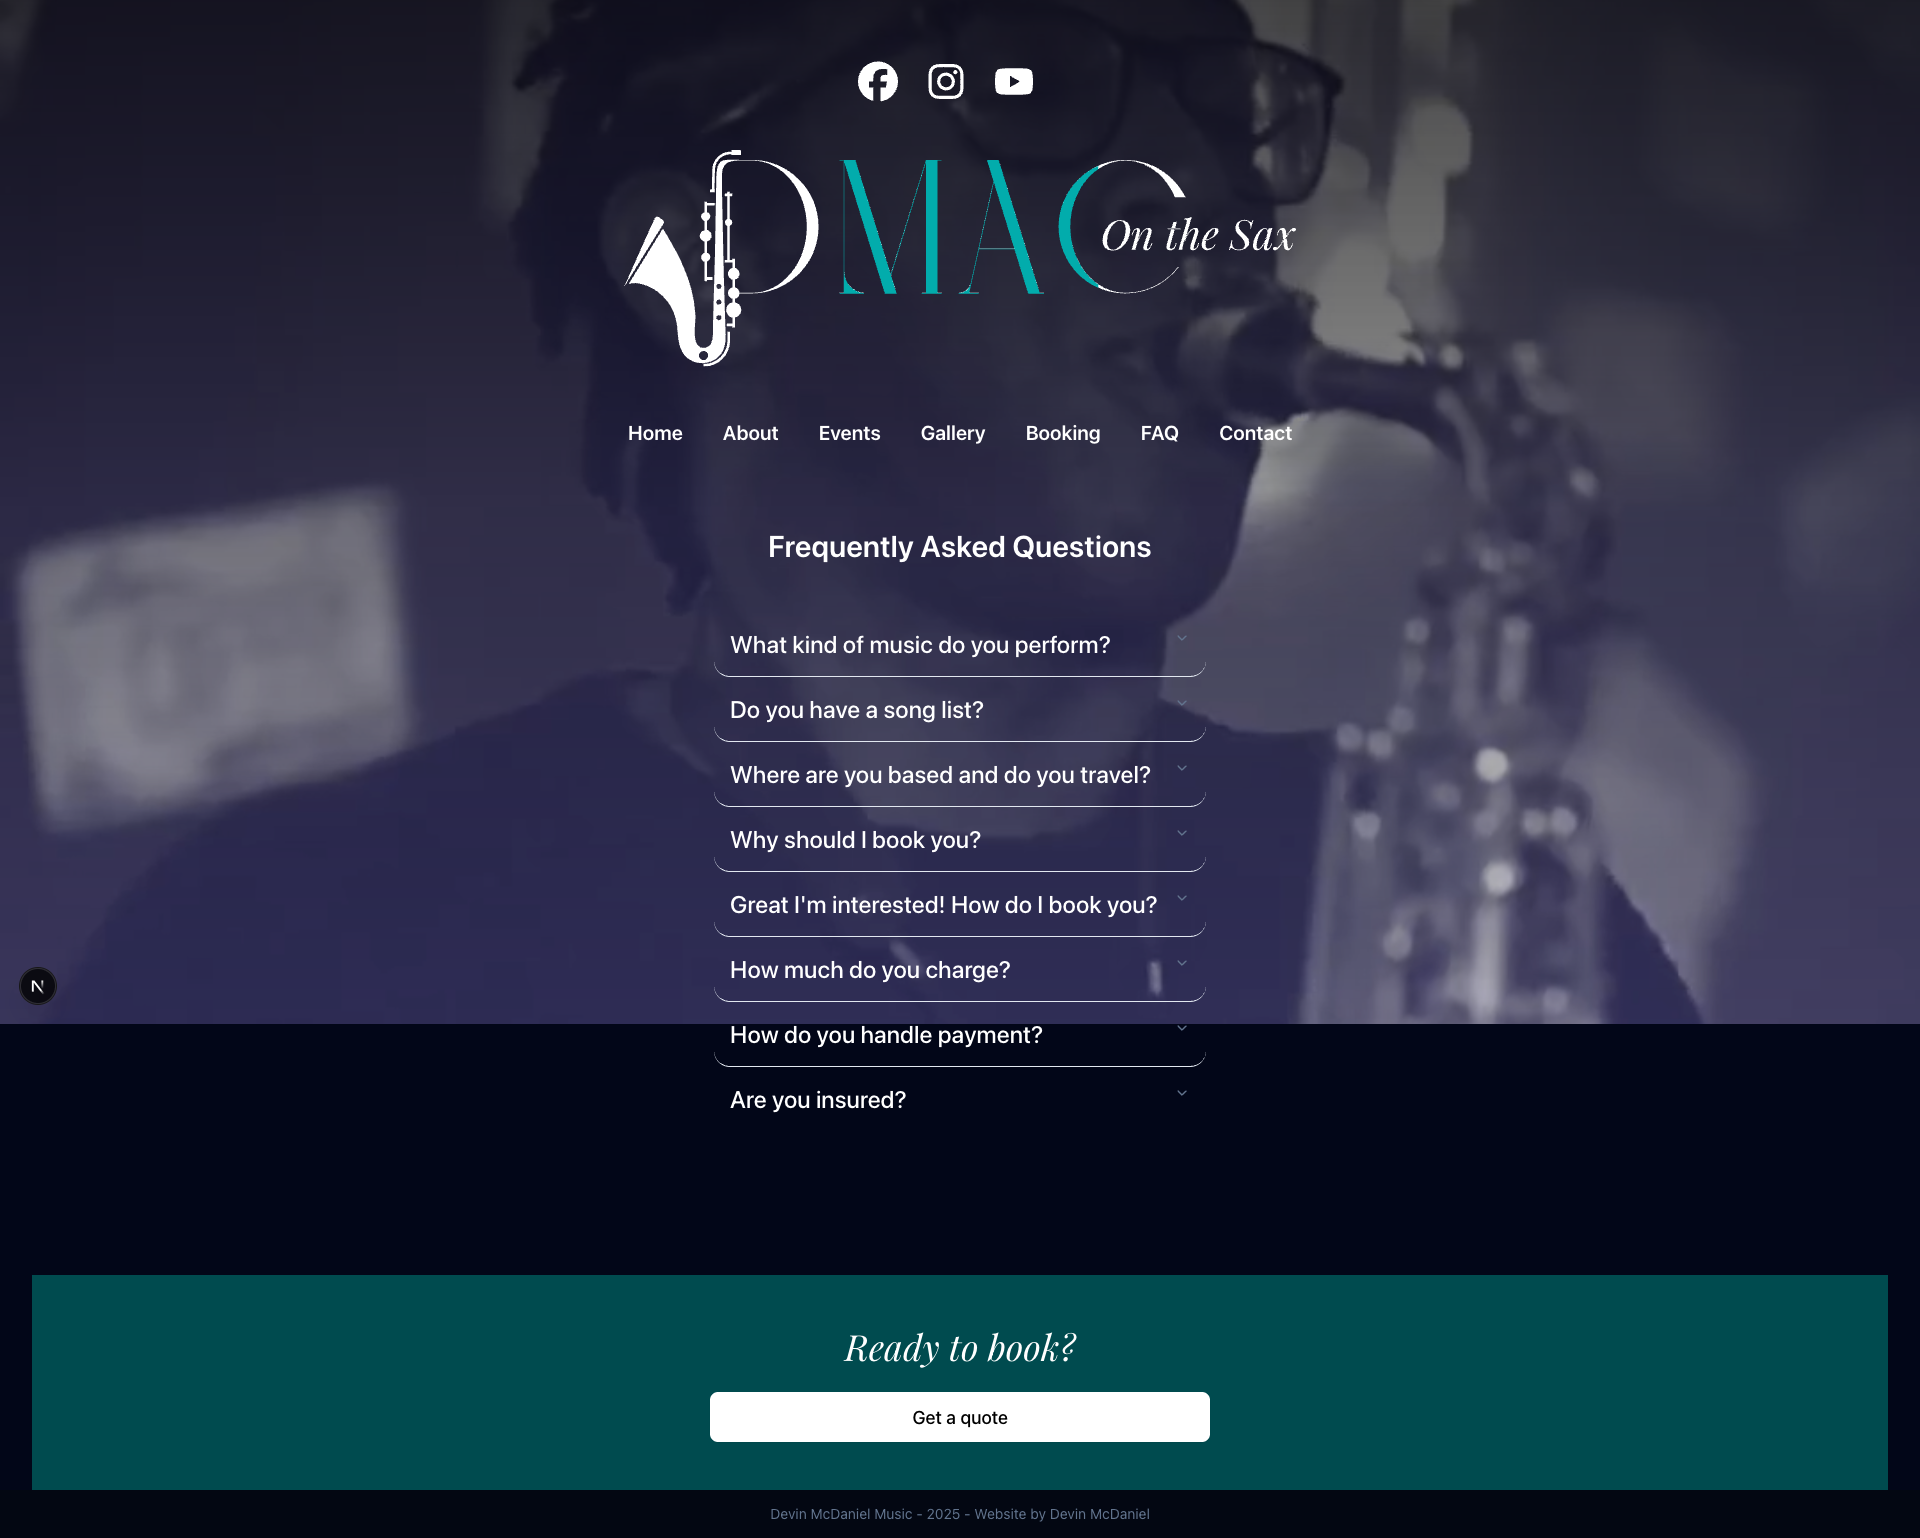 DMAC
On the Sax
Home About Events Gallery Booking FAQ Contact
Frequently Asked Questions
What kind of music do you perform?
Do you have a song list?
Where are you based and do you travel?
Why should I book you?
Great I'm interested! How do I book you?
How much do you charge?
N
How do you handle payment?
Are you insured?
Ready to book?
Get a quote
Devin McDaniel Music - 2025 - Website by Devin McDaniel